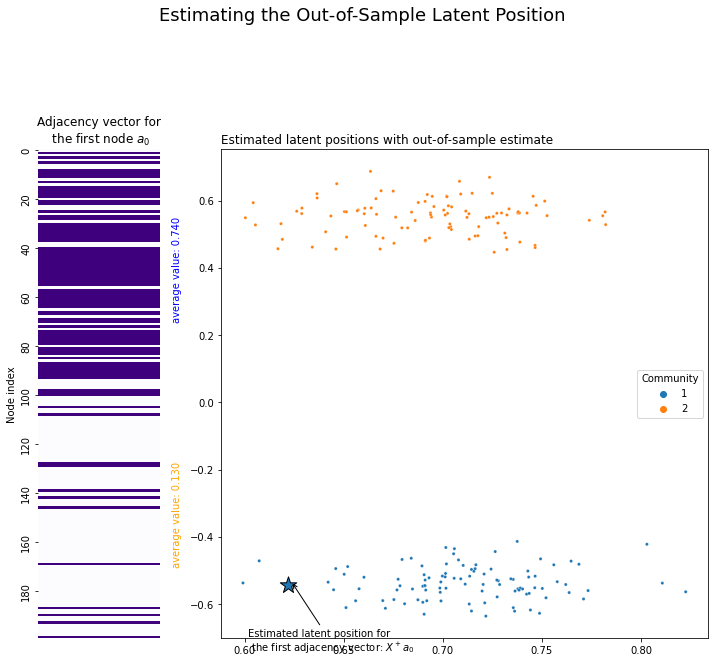 Estimating the Out-of-Sample Latent Position
Adjacency vector for
the first node a₀
Node index
0
20
40
60
80
100
120
140
160
180
average value: 0.740
average value: 0.130
Estimated latent positions with out-of-sample estimate
0.6
0.4
0.2
0.0
−0.2
−0.4
−0.6
Community
1
2
Estimated latent position for
the first adjacency vector: X⁺a₀
0.60
0.65
0.70
0.75
0.80